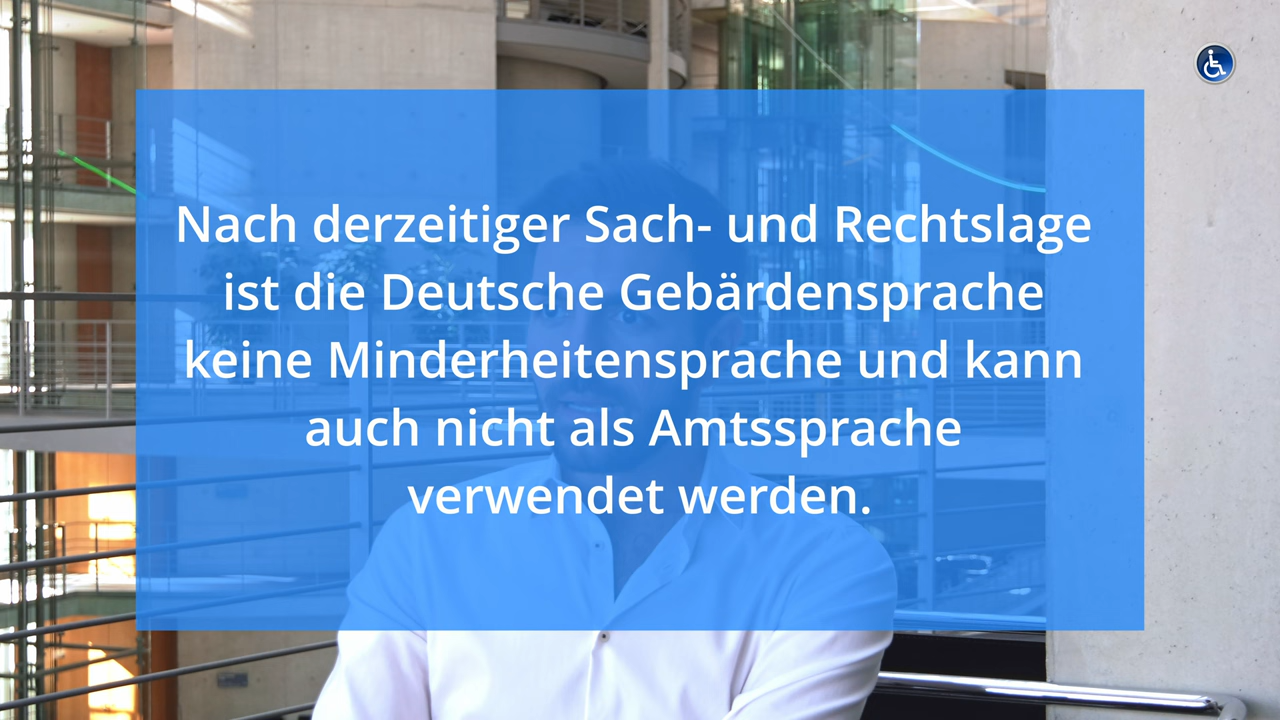 Nach derzeitiger Sach- und Rechtslage
ist die Deutsche Gebärdensprache
keine Minderheitensprache und kann
auch nicht als Amtssprache
verwendet werden.